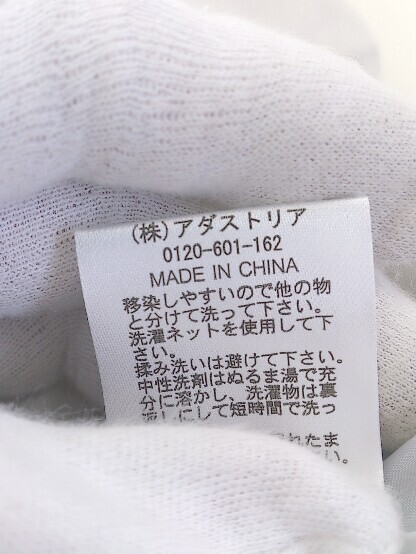 (株)アダストリア
0120-601-162
MADE IN CHINA
移染しやすいので他の物
と分けて洗って下さい。
洗濯ネットを使用して下
さい。
揉み洗いは避けて下さい。
中性洗剤はぬるま湯で充
分に溶かし、洗濯物は裏
返しにして短時間で洗っ
れたま
い。